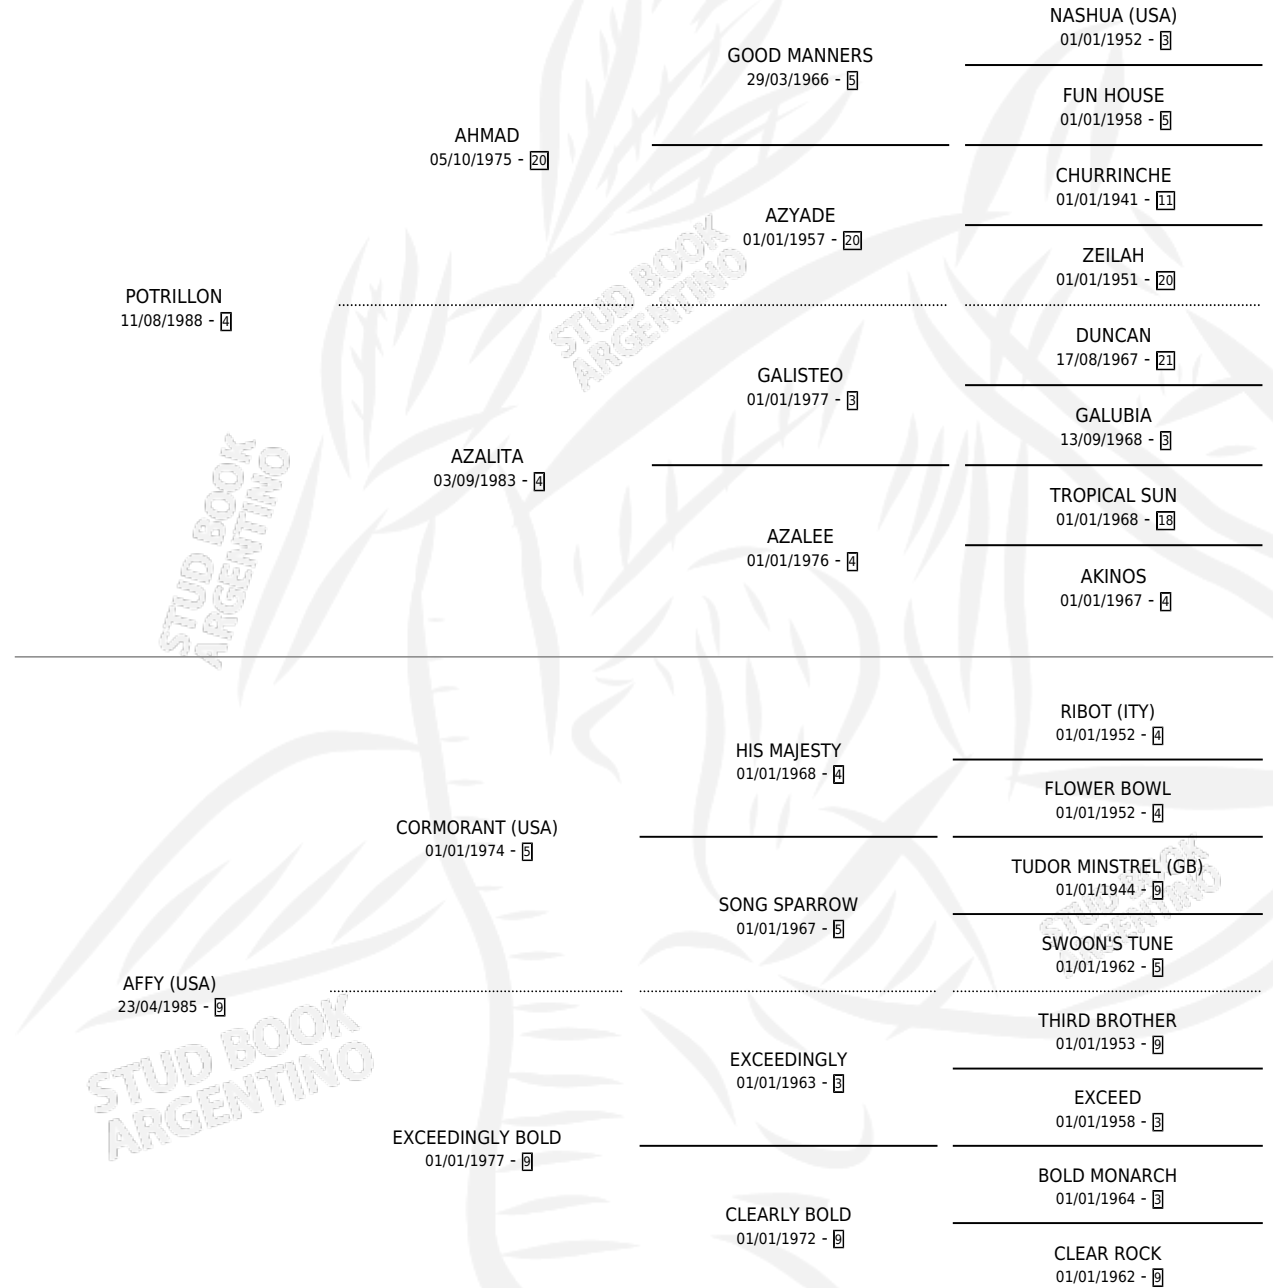 NASHUA (USA)
01/01/1952 - 3
GOOD MANNERS
29/03/1966 - 5
FUN HOUSE
01/01/1958 - 5
AHMAD
05/10/1975 - 20
CHURRINCHE
01/01/1941 - 11
AZYADE
01/01/1957 - 20
ZEILAH
01/01/1951 - 20
POTRILLON
11/08/1988 - 4
DUNCAN
17/08/1967 - 21
GALISTEO
01/01/1977 - 3
GALUBIA
13/09/1968 - 3
AZALITA
03/09/1983 - 4
TROPICAL SUN
01/01/1968 - 18
AZALEE
01/01/1976 - 4
AKINOS
01/01/1967 - 4
STUD BOOK
ARGENTINO
STUD BOOK
ARGENTINO
RIBOT (ITY)
01/01/1952 - 4
HIS MAJESTY
01/01/1968 - 4
FLOWER BOWL
01/01/1952 - 4
CORMORANT (USA)
01/01/1974 - 5
TUDOR MINSTREL (GB)
01/01/1944 - 9
SONG SPARROW
01/01/1967 - 5
SWOON'S TUNE
01/01/1962 - 5
AFFY (USA)
23/04/1985 - 9
THIRD BROTHER
01/01/1953 - 9
EXCEEDINGLY
01/01/1963 - 3
EXCEED
01/01/1958 - 3
EXCEEDINGLY BOLD
01/01/1977 - 9
BOLD MONARCH
01/01/1964 - 3
CLEARLY BOLD
01/01/1972 - 9
CLEAR ROCK
01/01/1962 - 9
STUD BOOK
ARGENTINO
STUD BOOK
ARGENTINO